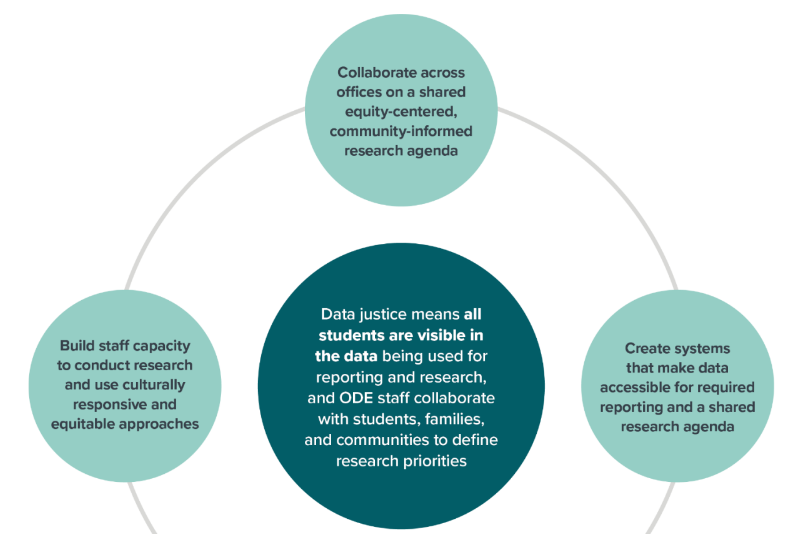 Collaborate across
offices on a shared
equity-centered,
community-informed
research agenda
Build staff capacity
to conduct research
and use culturally
responsive and
equitable approaches
Data justice means all
students are visible in
the data being used for
reporting and research,
and ODE staff collaborate
with students, families,
and communities to define
research priorities
Create systems
that make data
accessible for required
reporting and a shared
research agenda